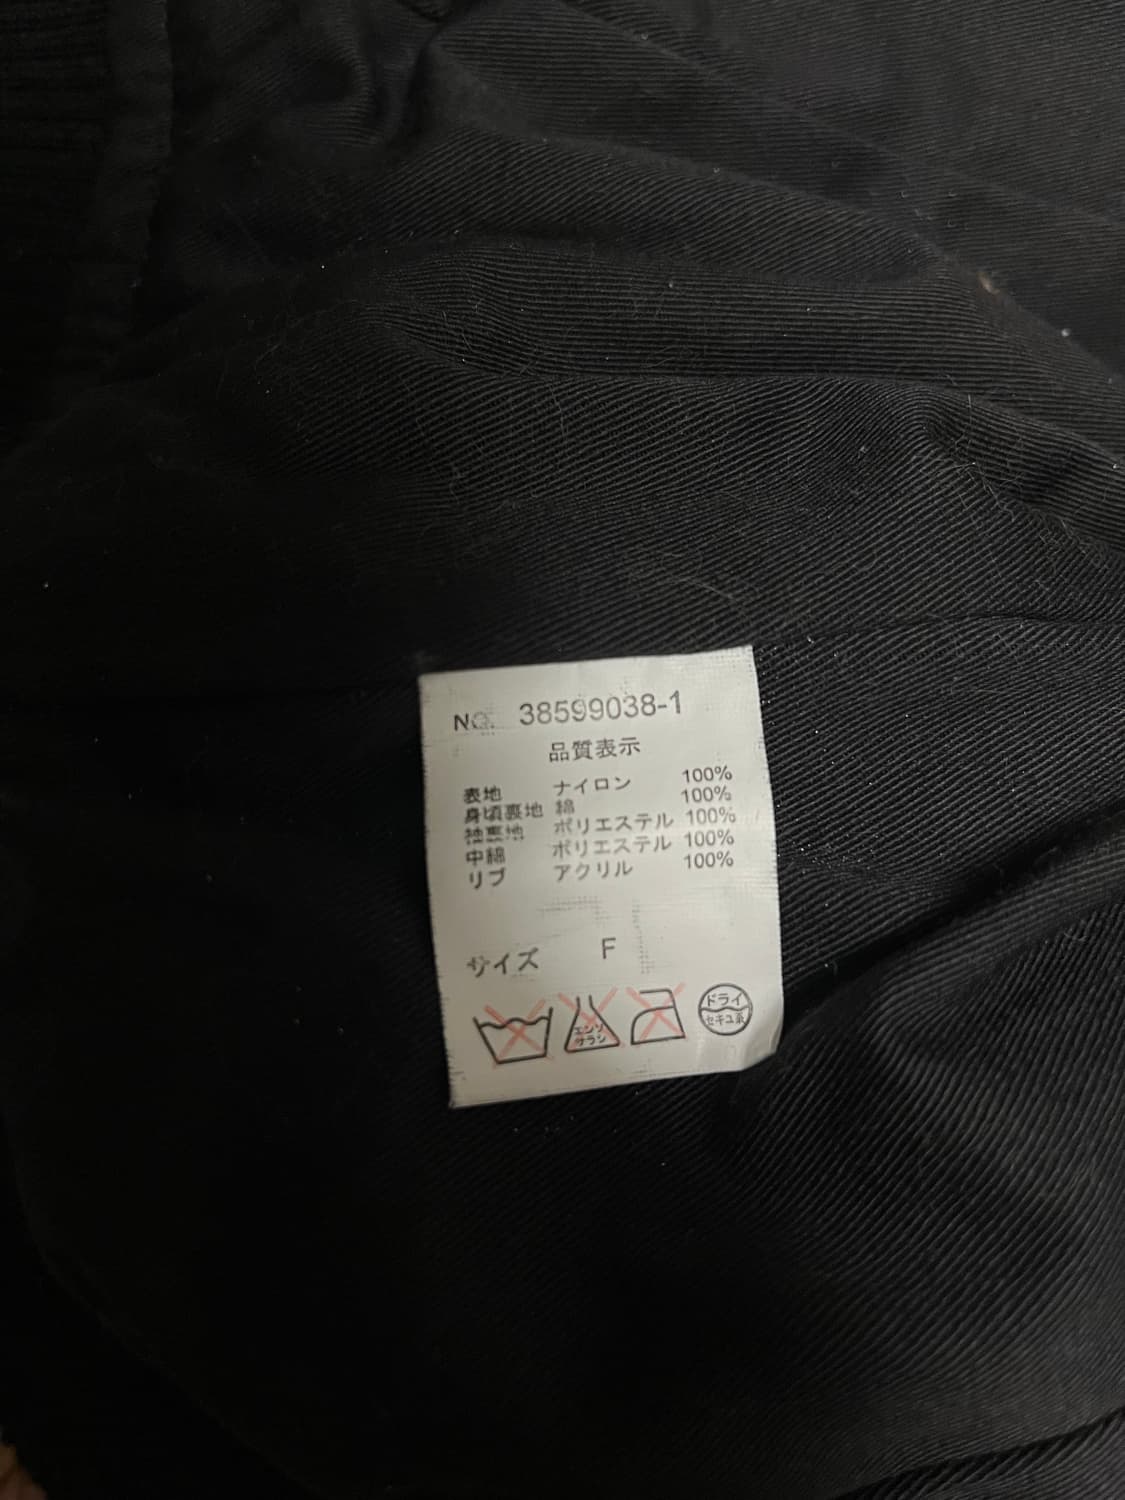 NO. 38599038-1
品質表示
表地 ナイロン 100%
身頃裏地 綿 100%
袖裏地 ポリエステル 100%
中綿 ポリエステル 100%
リブ アクリル 100%
サイズ F
エンソ
サラシ
ドライ
セキユ系